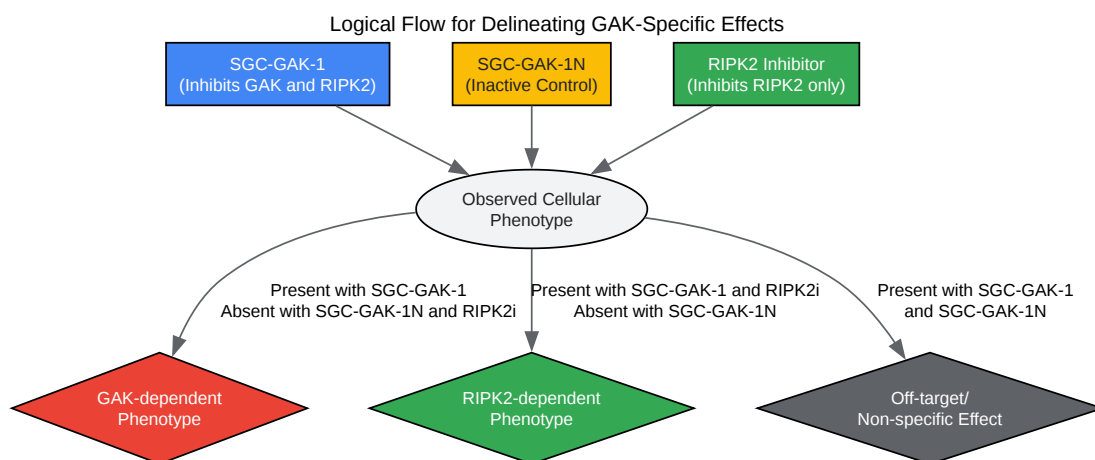 Logical Flow for Delineating GAK-Specific Effects
SGC-GAK-1
(Inhibits GAK and RIPK2)
SGC-GAK-1N
(Inactive Control)
RIPK2 Inhibitor
(Inhibits RIPK2 only)
Observed Cellular
Phenotype
Present with SGC-GAK-1
Absent with SGC-GAK-1N and RIPK2i
Present with SGC-GAK-1 and RIPK2i
Absent with SGC-GAK-1N
Present with SGC-GAK-1
and SGC-GAK-1N
GAK-dependent
Phenotype
RIPK2-dependent
Phenotype
Off-target/
Non-specific Effect